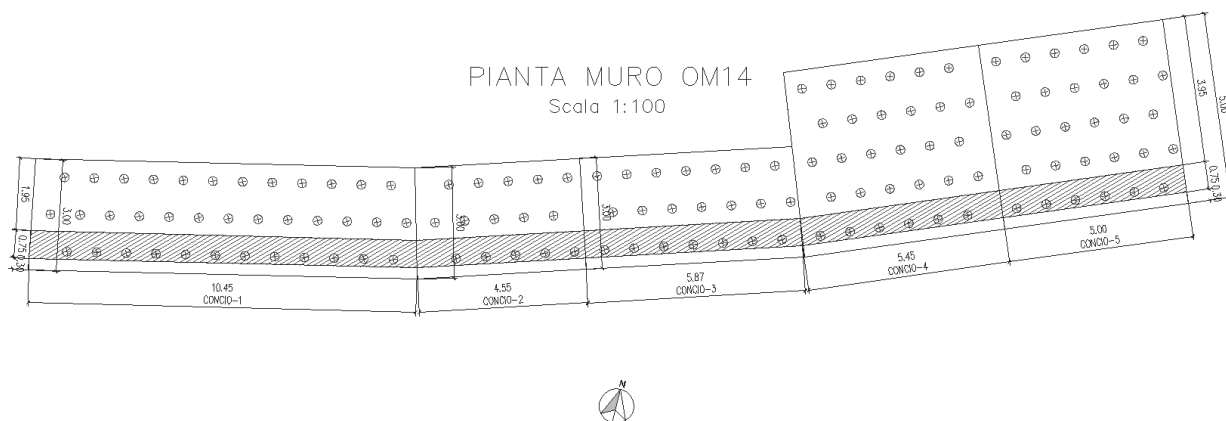 PIANTA MURO OM14
Scala 1:100
1.95
3.00
0.75
0.30
3.00
3.00
3.95
5.00
0.75
0.30
10.45
CONCIO-1
4.55
CONCIO-2
5.87
CONCIO-3
5.45
CONCIO-4
5.00
CONCIO-5
N